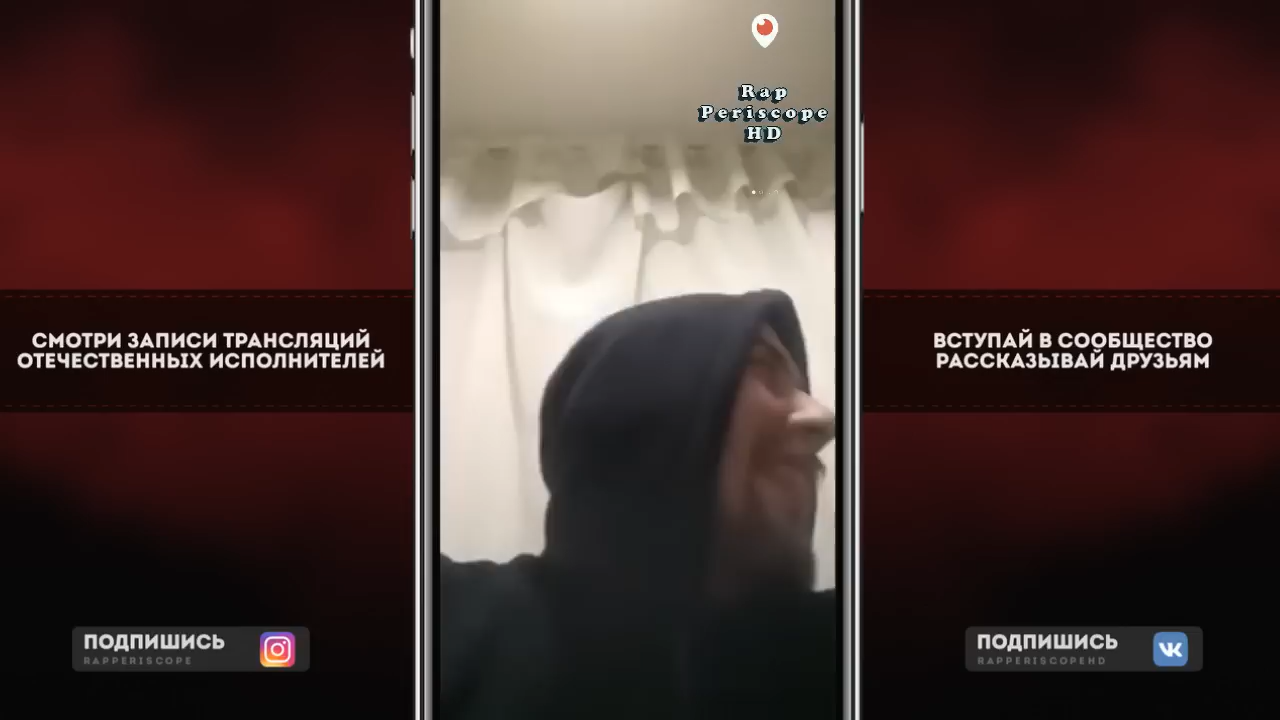 Rap
Periscope
HD
СМОТРИ ЗАПИСИ ТРАНСЛЯЦИЙ
ОТЕЧЕСТВЕННЫХ ИСПОЛНИТЕЛЕЙ
ВСТУПАЙ В СООБЩЕСТВО
РАССКАЗЫВАЙ ДРУЗЬЯМ
ПОДПИШИСЬ
RAPPERISCOPE
ПОДПИШИСЬ
RAPPERISCOPEHD